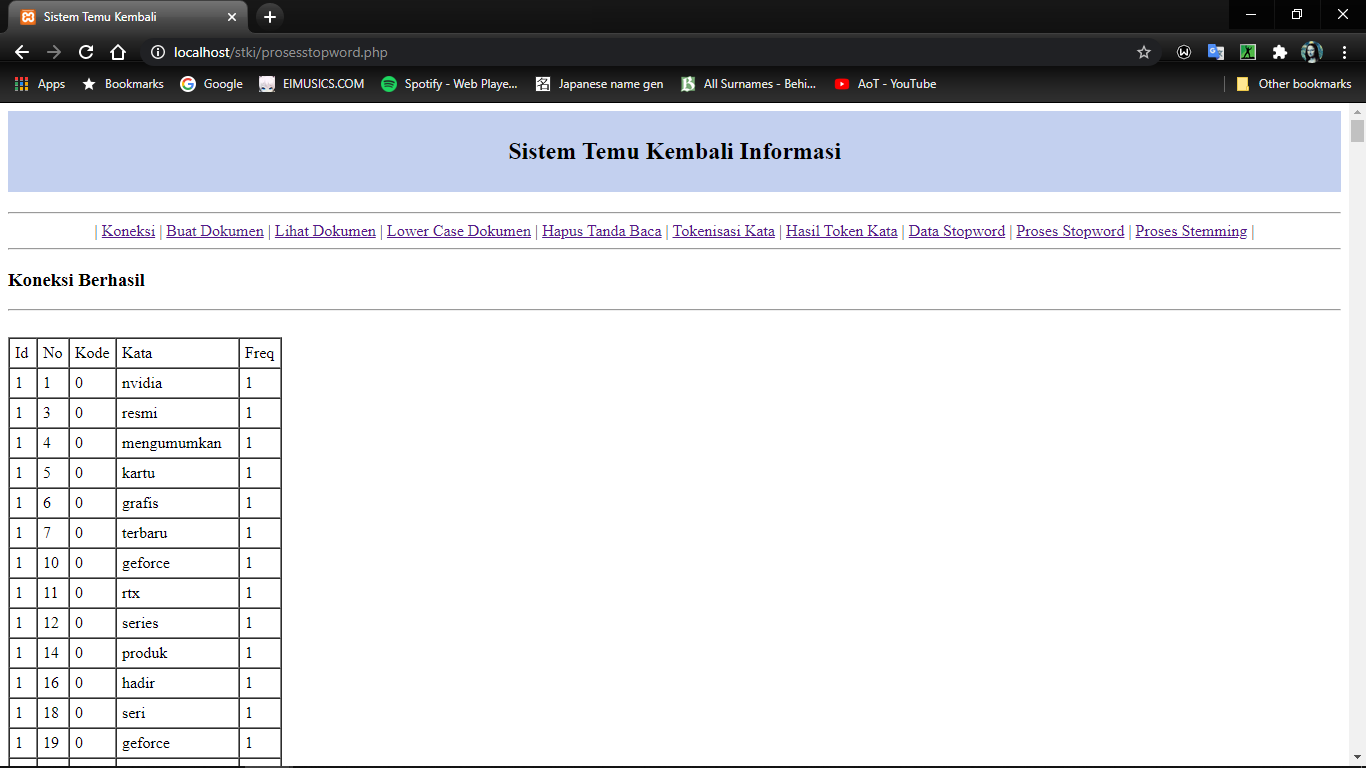 Sistem Temu Kembali
localhost/stki/prosesstopword.php
Apps Bookmarks Google EIMUSICS.COM Spotify - Web Playe... Japanese name gen All Surnames - Behi... AoT - YouTube Other bookmarks
Sistem Temu Kembali Informasi
| Koneksi | Buat Dokumen | Lihat Dokumen | Lower Case Dokumen | Hapus Tanda Baca | Tokenisasi Kata | Hasil Token Kata | Data Stopword | Proses Stopword | Proses Stemming |
Koneksi Berhasil
Id No Kode Kata Freq
1 1 0 nvidia 1
1 3 0 resmi 1
1 4 0 mengumumkan 1
1 5 0 kartu 1
1 6 0 grafis 1
1 7 0 terbaru 1
1 10 0 geforce 1
1 11 0 rtx 1
1 12 0 series 1
1 14 0 produk 1
1 16 0 hadir 1
1 18 0 seri 1
1 19 0 geforce 1